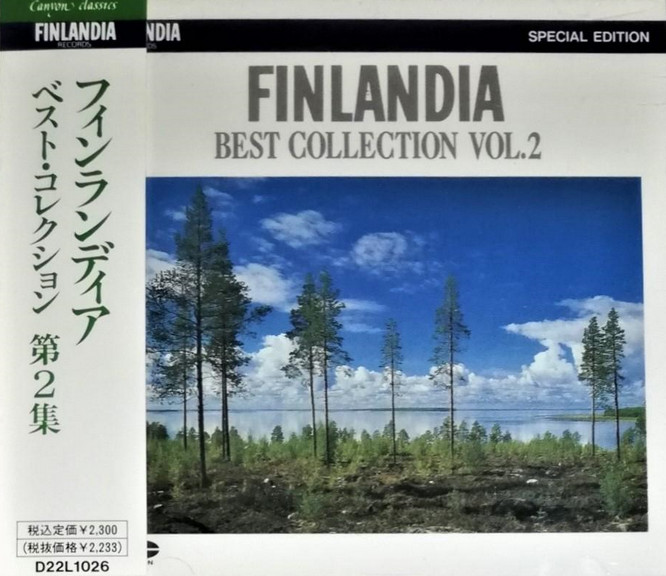 Canyon classics
FINLANDIA
RECORDS
フィンランディア
ベスト・コレクション 第2集
税込定価¥2,300
(税抜価格¥2,233)
D22L1026
NDIA
DS
SPECIAL EDITION
FINLANDIA
BEST COLLECTION VOL.2
N